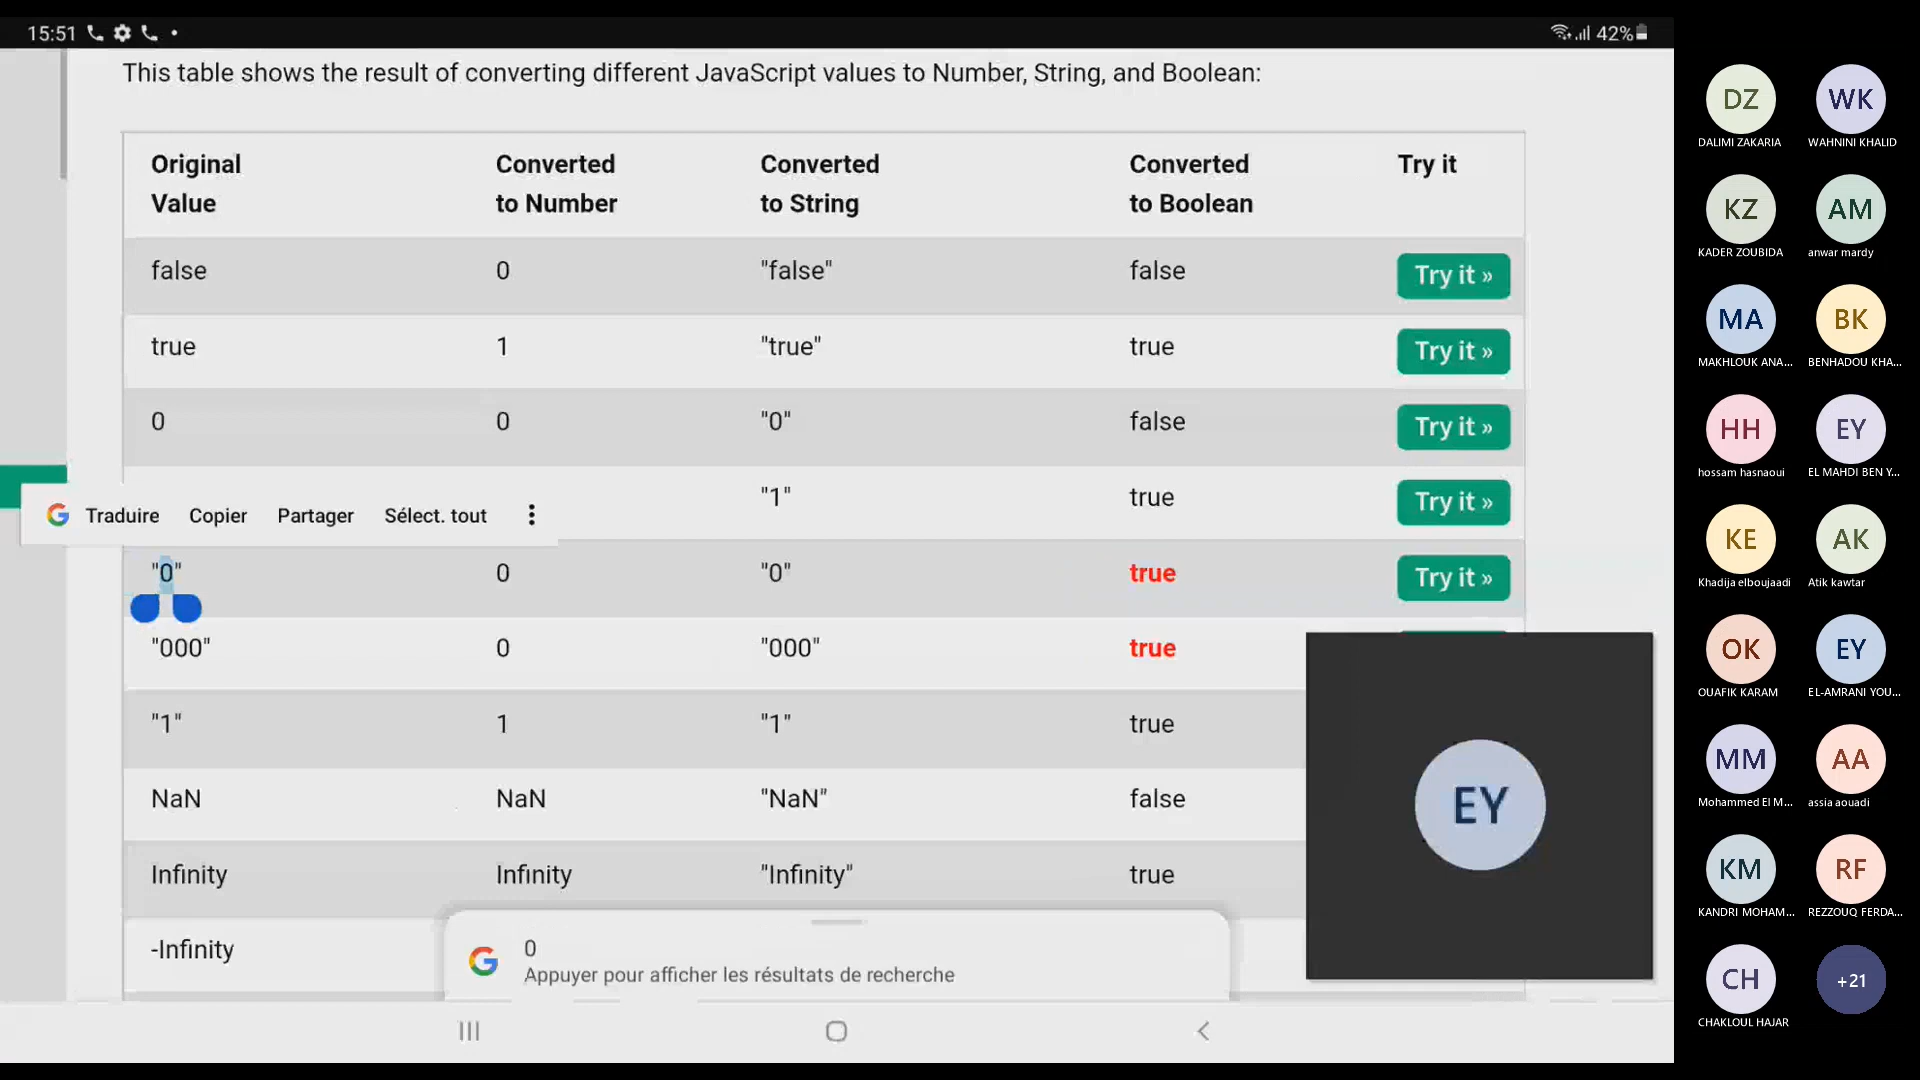 15:51
42%
This table shows the result of converting different JavaScript values to Number, String, and Boolean:
Original Value Converted to Number Converted to String Converted to Boolean Try it
false 0 "false" false Try it »
true 1 "true" true Try it »
0 0 "0" false Try it »
"1" true Try it »
Traduire Copier Partager Sélect. tout
"0" 0 "0" true Try it »
"000" 0 "000" true
"1" 1 "1" true
NaN NaN "NaN" false
Infinity Infinity "Infinity" true
-Infinity
0
Appuyer pour afficher les résultats de recherche
EY
DZ WK
DALIMI ZAKARIA WAHNINI KHALID
KZ AM
KADER ZOUBIDA anwar mardy
MA BK
MAKHLOUK ANA... BENHADOU KHA...
HH EY
hossam hasnaoui EL MAHDI BEN Y...
KE AK
Khadija elboujaadi Atik kawtar
OK EY
OUAFIK KARAM EL-AMRANI YOU...
MM AA
Mohammed El M... assia aouadi
KM RF
KANDRI MOHAM... REZZOUQ FERDA...
CH +21
CHAKLOUL HAJAR